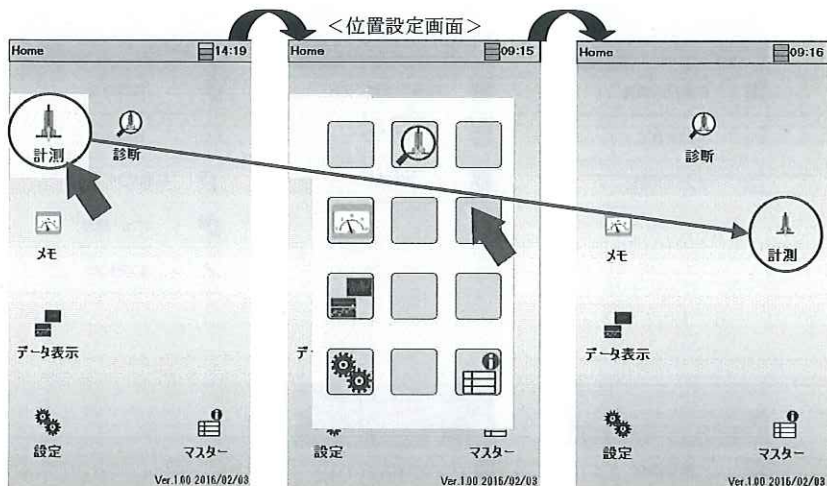 <位置設定画面>
Home 14:19
計測
診断
メモ
データ表示
設定
マスター
Ver.1.00 2016/02/03
Home 09:15
デ
設定
マスター
Ver.1.00 2016/02/03
Home 09:16
診断
メモ
計測
データ表示
設定
マスター
Ver.1.00 2016/02/03